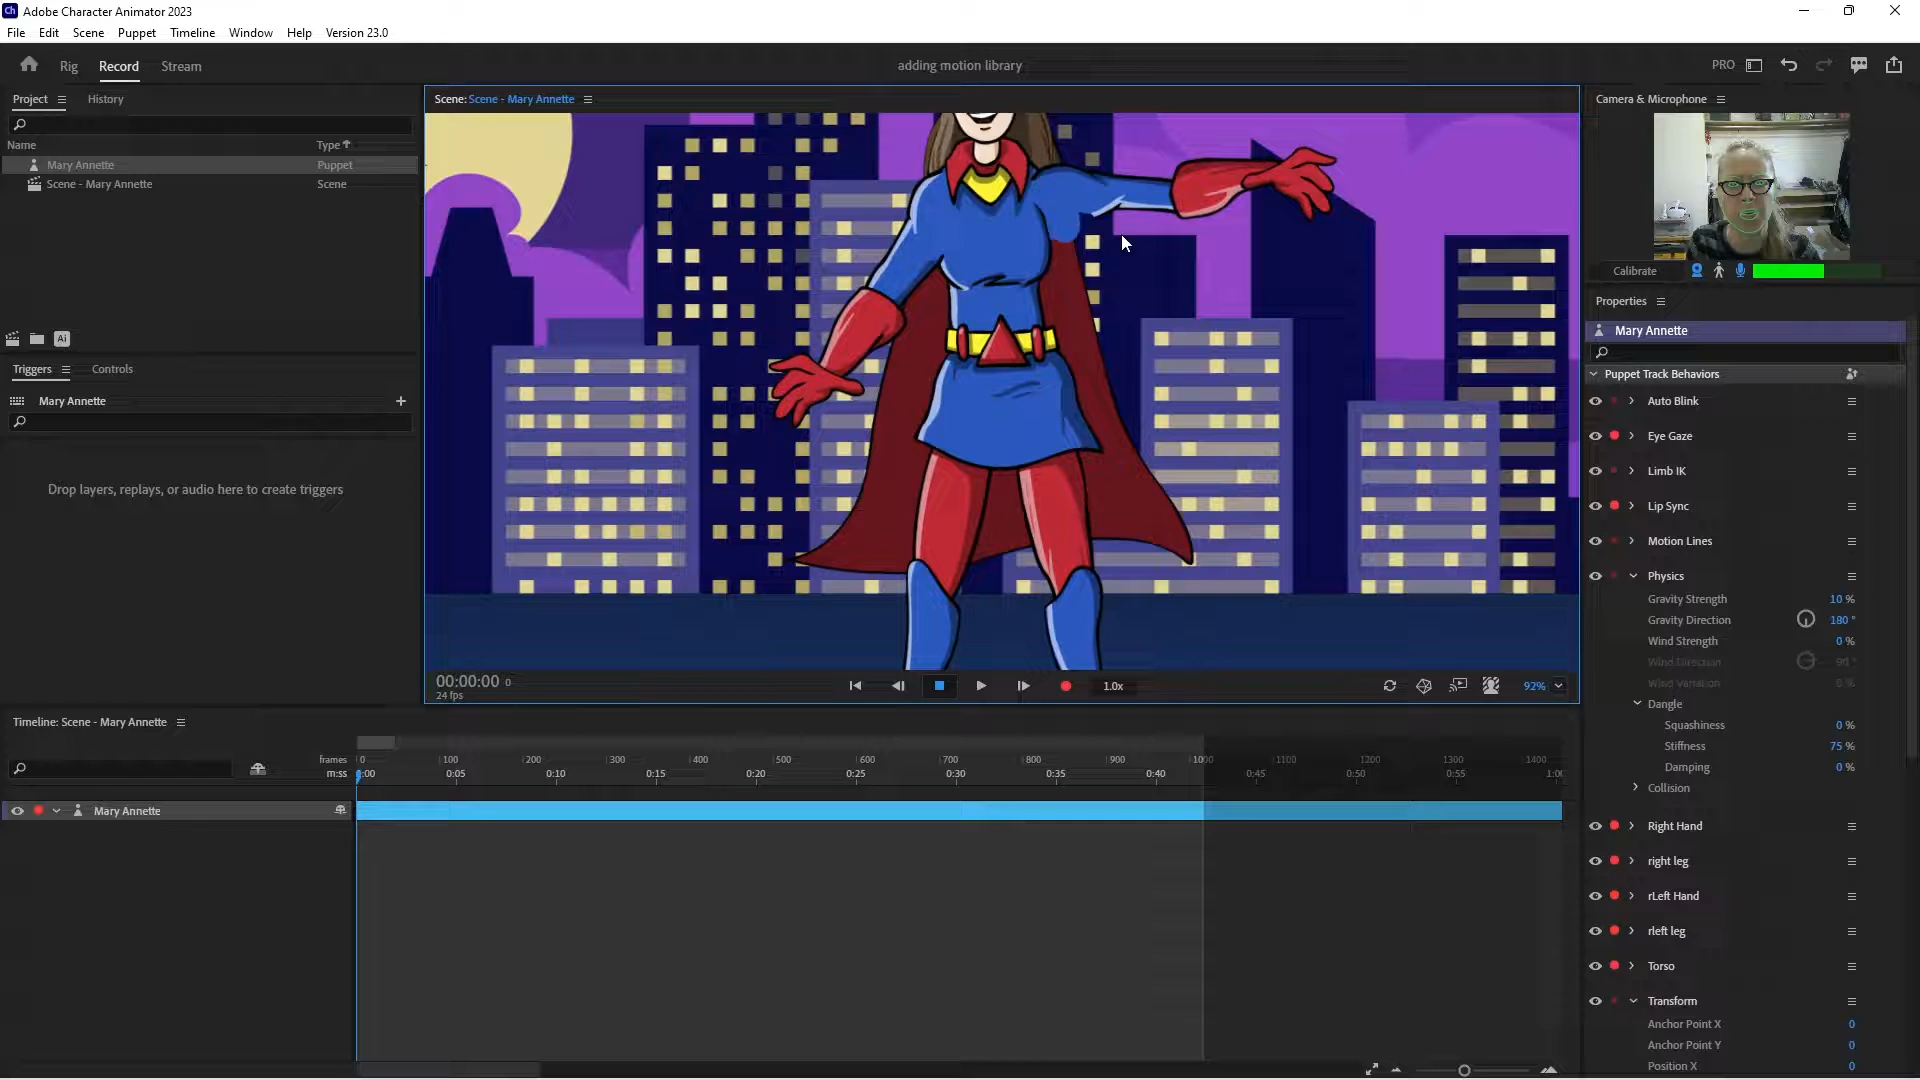 Ch Adobe Character Animator 2023
File Edit Scene Puppet Timeline Window Help Version 23.0
Rig Record Stream
adding motion library
PRO
Project History
Name Type
Mary Annette Puppet
Scene - Mary Annette Scene
Ai
Triggers Controls
Mary Annette
Drop layers, replays, or audio here to create triggers
Scene: Scene - Mary Annette
00:00:00 0
24 fps
1.0x
92%
Camera & Microphone
Calibrate
Properties
Mary Annette
Puppet Track Behaviors
Auto Blink
Eye Gaze
Limb IK
Lip Sync
Motion Lines
Physics
Gravity Strength 10 %
Gravity Direction 180 °
Wind Strength 0 %
Wind Direction 90 °
Wind Variation 0 %
Dangle
Squashiness 0 %
Stiffness 75 %
Damping 0 %
Collision
Right Hand
right leg
rLeft Hand
rleft leg
Torso
Transform
Anchor Point X 0
Anchor Point Y 0
Position X 0
Timeline: Scene - Mary Annette
frames 0 100 200 300 400 500 600 700 800 900 1000 1100 1200 1300 1400
m:ss 0:00 0:05 0:10 0:15 0:20 0:25 0:30 0:35 0:40 0:45 0:50 0:55
Mary Annette